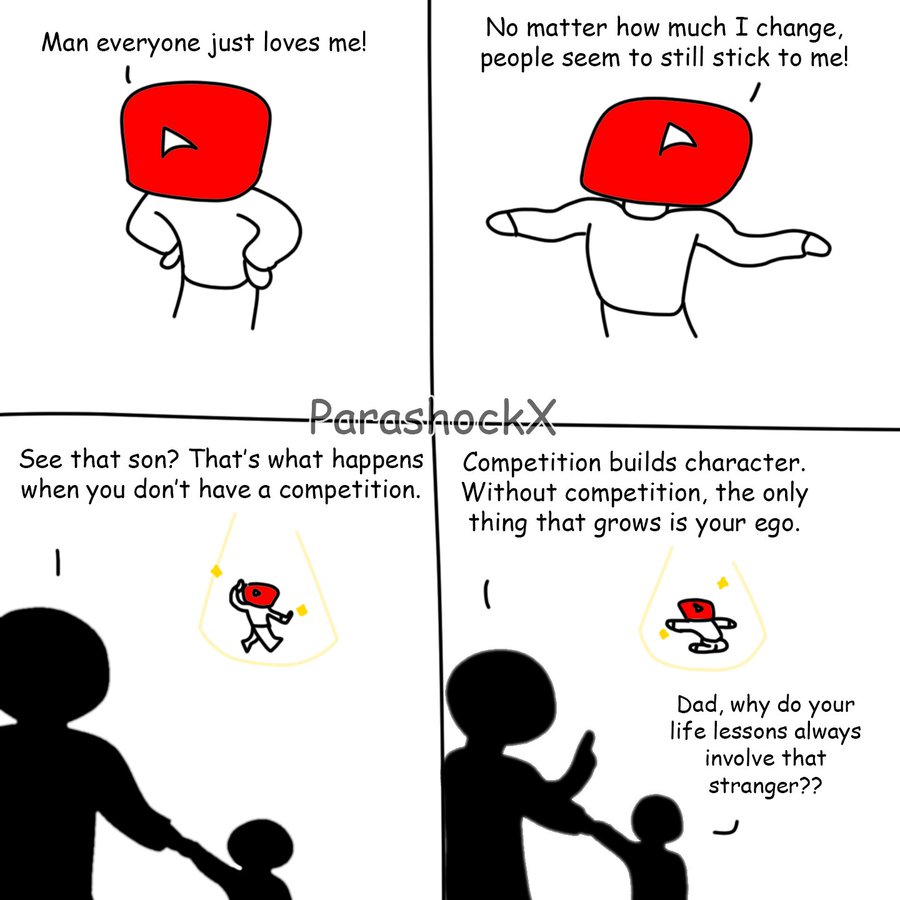 Man everyone just loves me!
No matter how much I change,
people seem to still stick to me!
ParashockX
See that son? That's what happens
when you don't have a competition.
Competition builds character.
Without competition, the only
thing that grows is your ego.
Dad, why do your
life lessons always
involve that
stranger??